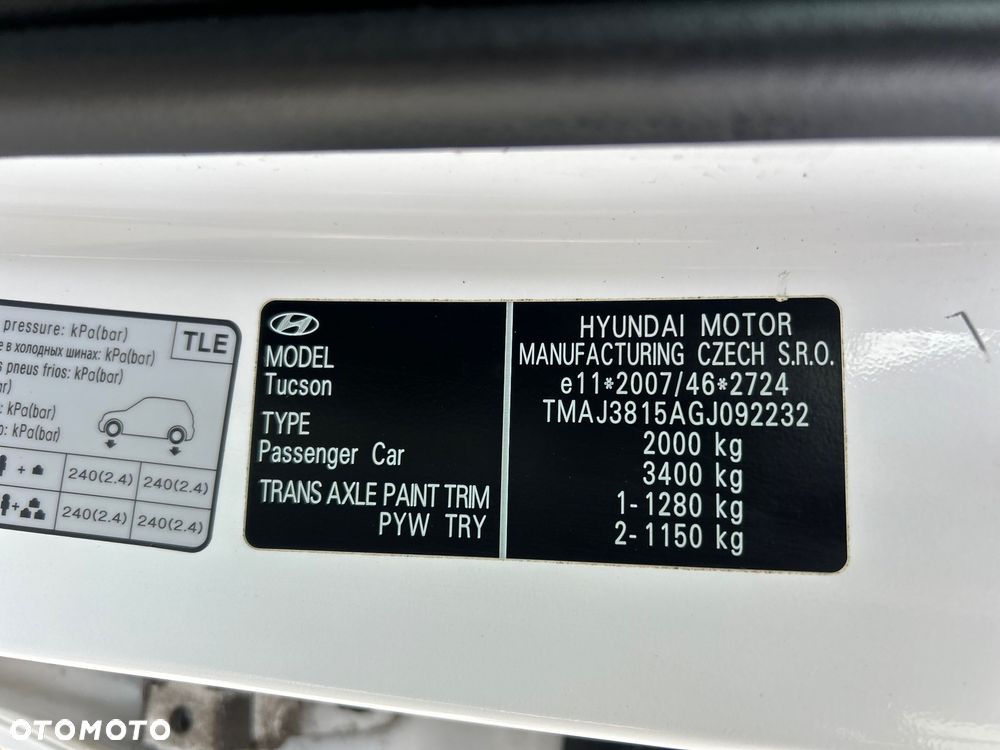 pressure: kPa(bar)
TLE
е в холодных шинах: kPa(bar)
s pneus frios: kPa(bar)
bar)
: kPa(bar)
o: kPa(bar)
+
240(2.4) 240(2.4)
+
240(2.4) 240(2.4)
MODEL
Tucson
TYPE
Passenger Car
TRANS AXLE PAINT TRIM
PYW TRY
HYUNDAI MOTOR
MANUFACTURING CZECH S.R.O.
e11*2007/46*2724
TMAJ3815AGJ092232
2000 kg
3400 kg
1-1280 kg
2-1150 kg
OTOMOTO